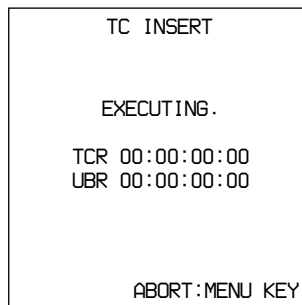 TC INSERT
EXECUTING.
TCR 00:00:00:00
UBR 00:00:00:00
ABORT:MENU KEY